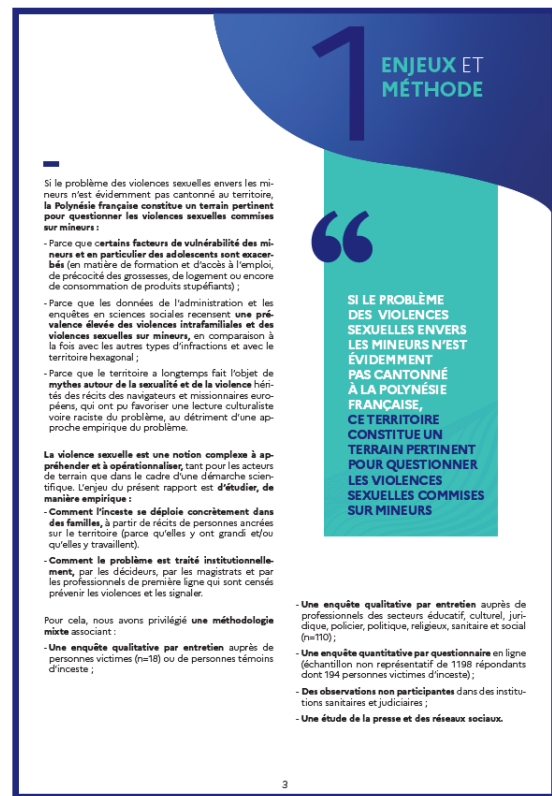 1
ENJEUX ET
MÉTHODE
Si le problème des violences sexuelles envers les mi-
neurs n'est évidemment pas cantonné au territoire,
la Polynésie française constitue un terrain pertinent
pour questionner les violences sexuelles commises
sur mineurs :
- Parce que certains facteurs de vulnérabilité des mi-
neurs et en particulier des adolescents sont exacer-
bés (en matière de formation et d'accès à l'emploi,
de précocité des grossesses, de logement ou encore
de consommation de produits stupéfiants) ;
- Parce que les données de l'administration et les
enquêtes en sciences sociales recensent une pré-
valence élevée des violences intrafamiliales et des
violences sexuelles sur mineurs, en comparaison à
la fois avec les autres types d'infractions et avec le
territoire hexagonal ;
- Parce que le territoire a longtemps fait l'objet de
mythes autour de la sexualité et de la violence héri-
tés des récits des navigateurs et missionnaires euro-
péens, qui ont pu favoriser une lecture culturaliste
voire raciste du problème, au détriment d'une ap-
proche empirique du problème.
La violence sexuelle est une notion complexe à ap-
préhender et à opérationnaliser, tant pour les acteurs
de terrain que dans le cadre d'une démarche scien-
tifique. L'enjeu du présent rapport est d'étudier, de
manière empirique :
- Comment l'inceste se déploie concrètement dans
des familles, à partir de récits de personnes ancrées
sur le territoire (parce qu'elles y ont grandi et/ou
qu'elles y travaillent).
- Comment le problème est traité institutionnelle-
ment, par les décideurs, par les magistrats et par
les professionnels de première ligne qui sont censés
prévenir les violences et les signaler.
Pour cela, nous avons privilégié une méthodologie
mixte associant :
- Une enquête qualitative par entretien auprès de
personnes victimes (n=18) ou de personnes témoins
d'inceste ;
“
SI LE PROBLÈME
DES VIOLENCES
SEXUELLES ENVERS
LES MINEURS N'EST
ÉVIDEMMENT
PAS CANTONNÉ
À LA POLYNÉSIE
FRANÇAISE,
CE TERRITOIRE
CONSTITUE UN
TERRAIN PERTINENT
POUR QUESTIONNER
LES VIOLENCES
SEXUELLES COMMISES
SUR MINEURS
- Une enquête qualitative par entretien auprès de
professionnels des secteurs éducatif, culturel, juri-
dique, policier, politique, religieux, sanitaire et social
(n=110) ;
- Une enquête quantitative par questionnaire en ligne
(échantillon non représentatif de 1198 répondants
dont 194 personnes victimes d'inceste) ;
- Des observations non participantes dans des institu-
tions sanitaires et judiciaires ;
- Une étude de la presse et des réseaux sociaux.
3